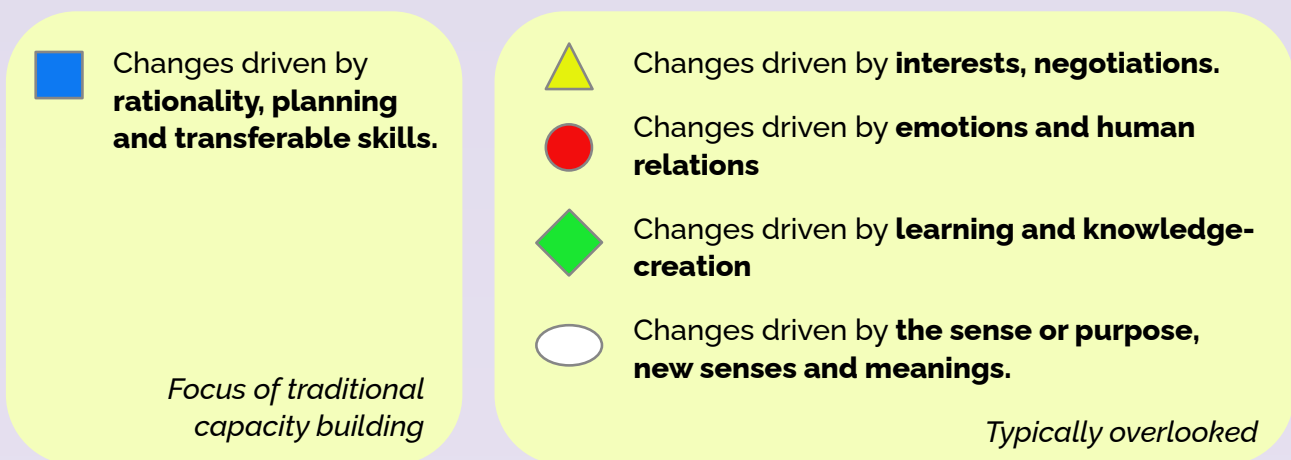 Changes driven by
rationality, planning
and transferable skills.
Focus of traditional
capacity building
Changes driven by interests, negotiations.
Changes driven by emotions and human
relations
Changes driven by learning and knowledge-
creation
Changes driven by the sense or purpose,
new senses and meanings.
Typically overlooked